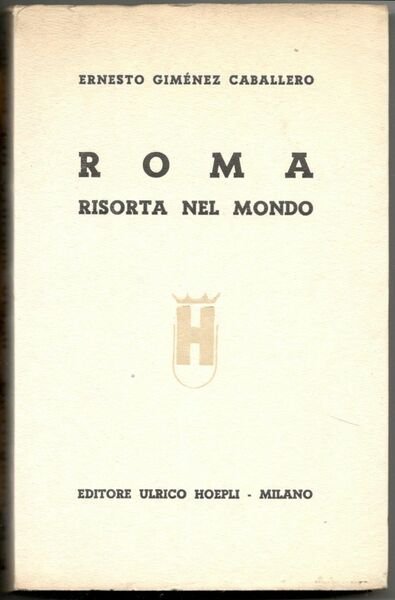 ERNESTO GIMÉNEZ CABALLERO
ROMA
RISORTA NEL MONDO
H
EDITORE ULRICO HOEPLI - MILANO